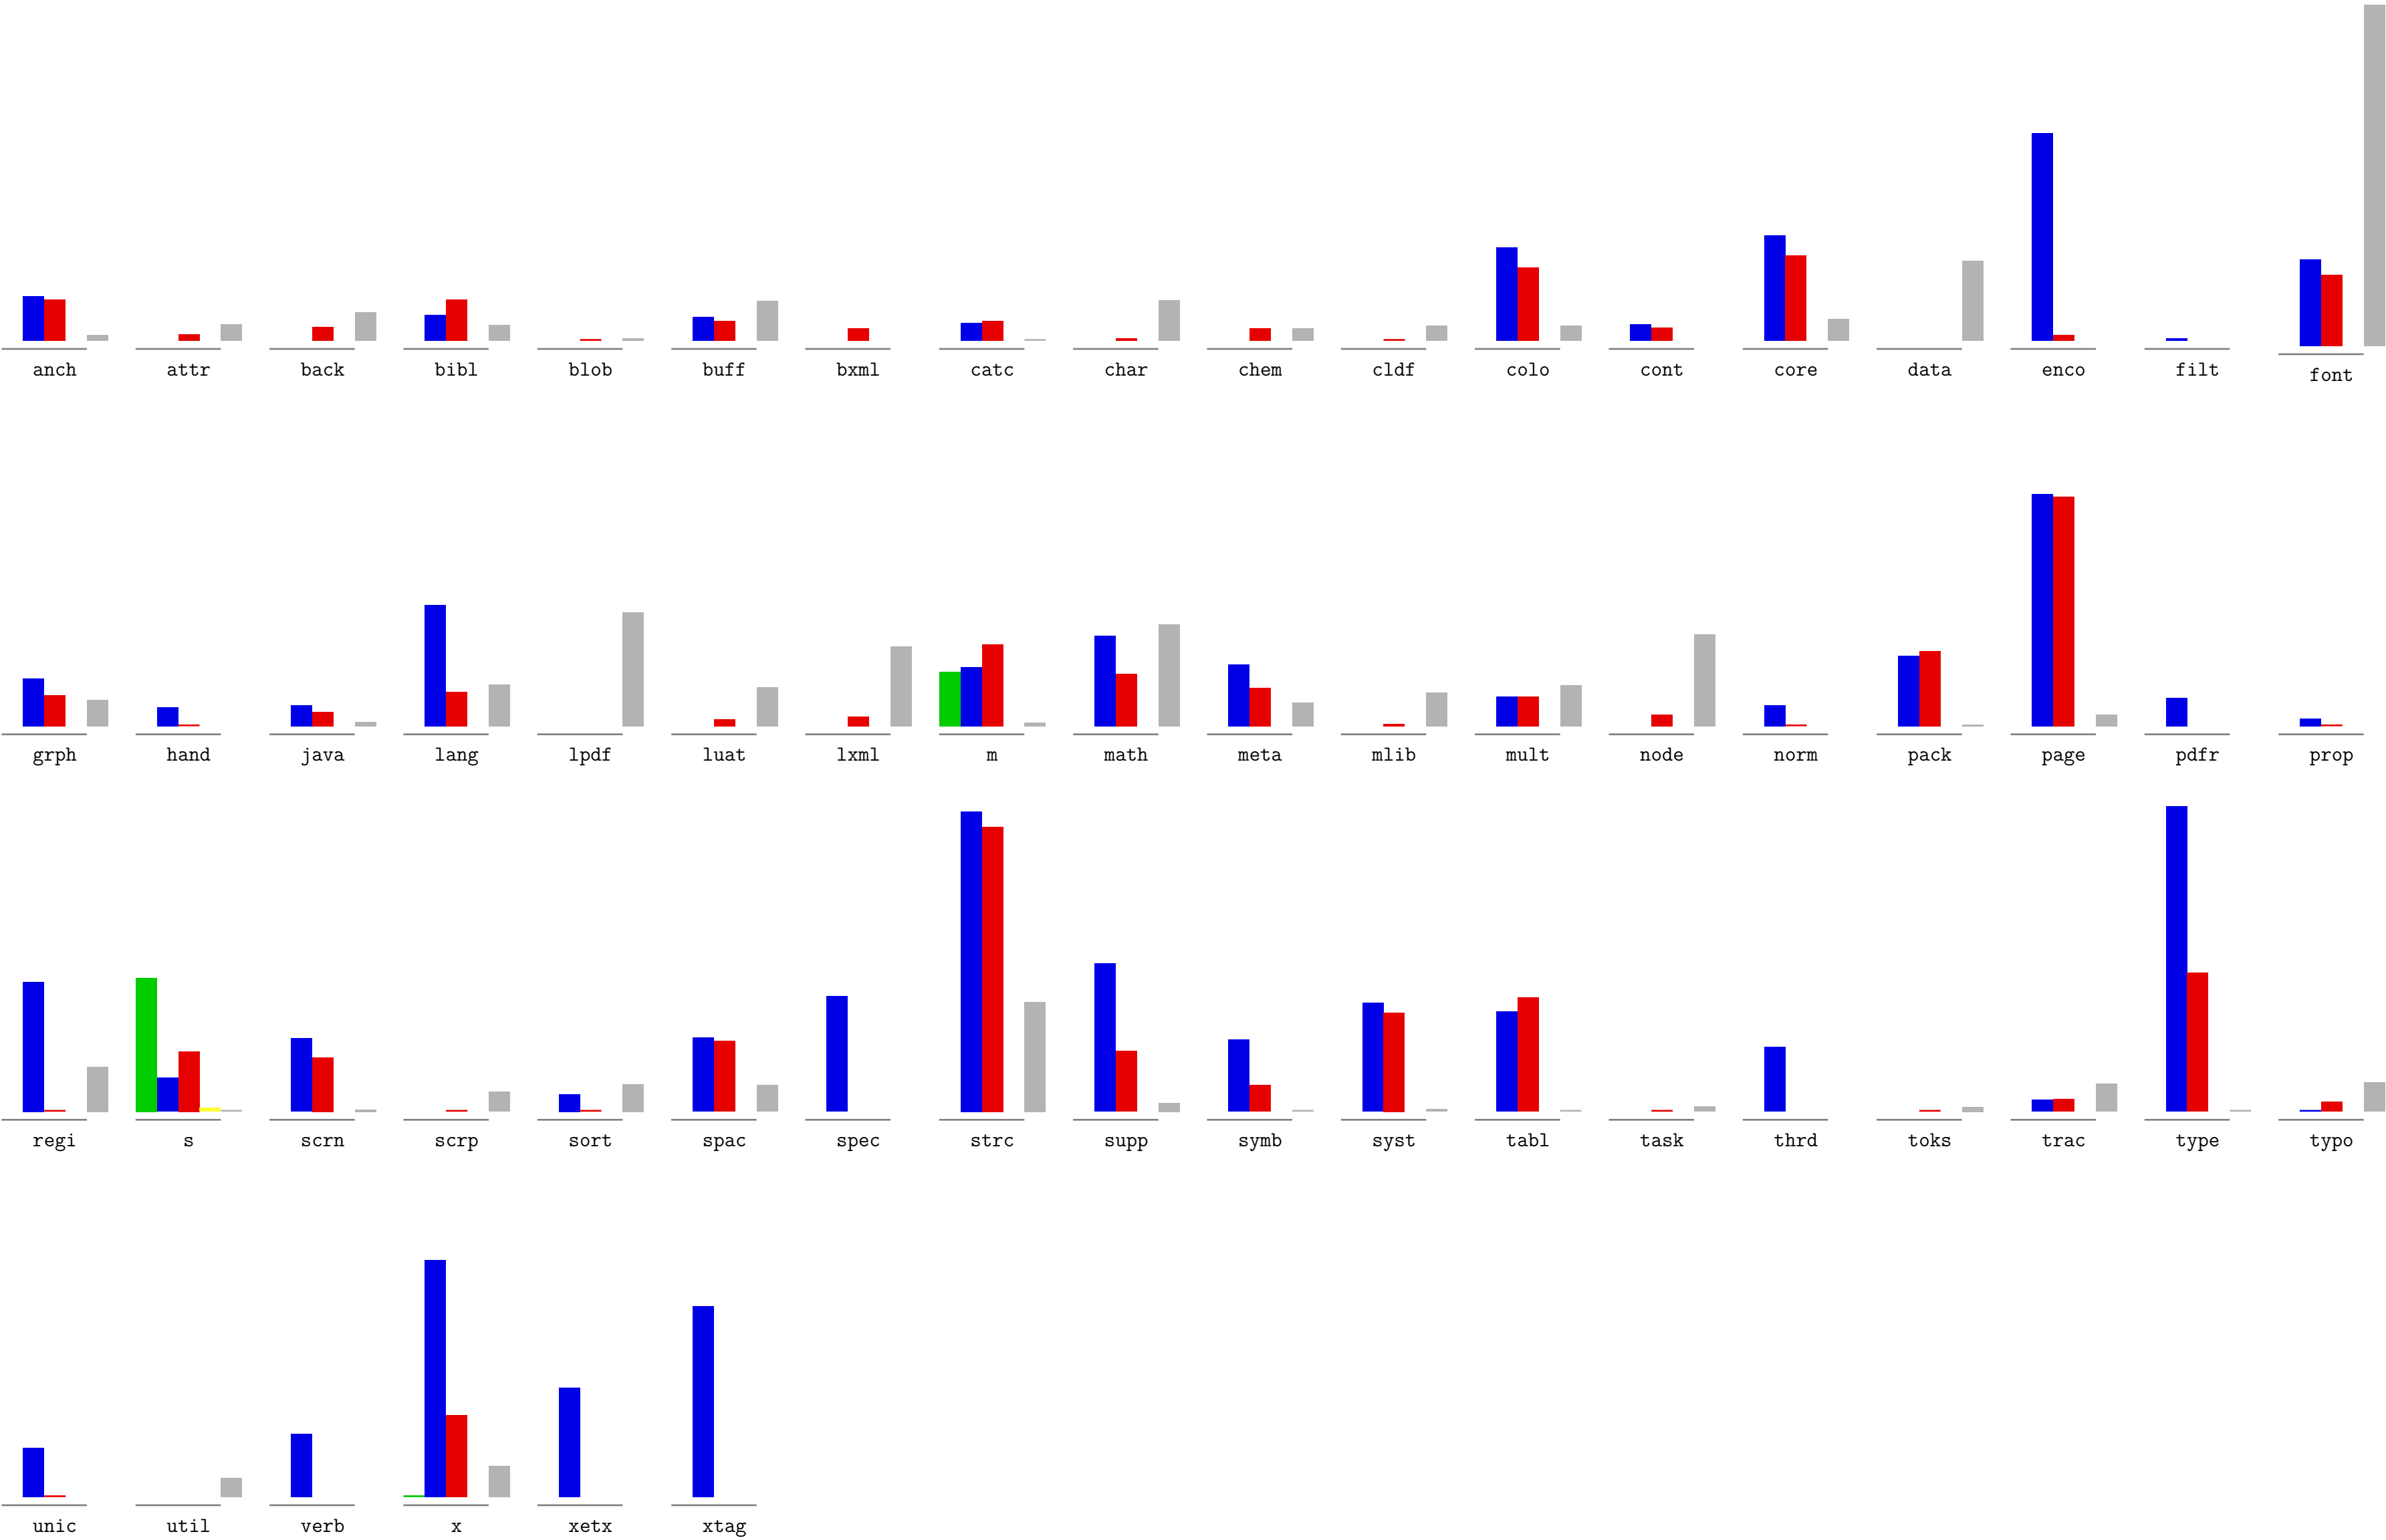 anch attr back bibl blob buff bxml catc char chem cldf colo cont core data enco filt font
grph hand java lang lpdf luat lxml m math meta mlib mult node norm pack page pdfr prop
regi s scrn scrp sort spac spec strc supp symb syst tabl task thrd toks trac type typo
unic util verb x xetx xtag